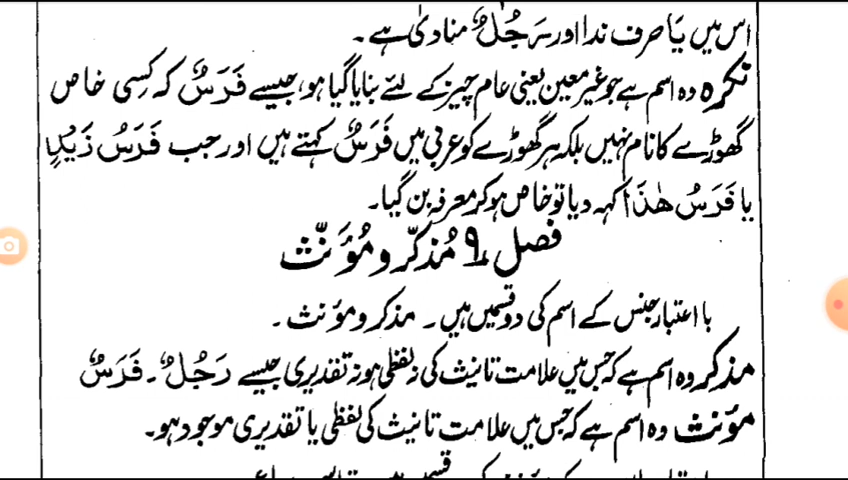 اس میں یَا حرف ندا اور رَجُلُ منادیٰ ہے۔
نکرہ وہ اسم ہے جو غیر معین یعنی عام چیز کے لئے بنایا گیا ہو، جیسے فَرَسٌ کہ کسی خاص
گھوڑے کا نام نہیں بلکہ ہر گھوڑے کو عربی میں فَرَسٌ کہتے ہیں اور جب فَرَسُ زَیْدٍ
یا فَرَسُ هٰذَا کہہ دیا تو خاص ہو کر معرفہ بن گیا۔
فصل ۹ مُذکّر و مُؤَنّث
با اعتبار جنس کے اسم کی دو قسمیں ہیں۔ مذکر و مؤنث۔
مذکر وہ اسم ہے کہ جس میں علامت تانیث کی نہ لفظی ہو نہ تقدیری جیسے رَجُلٌ۔ فَرَسٌ
مؤنث وہ اسم ہے کہ جس میں علامت تانیث کی لفظی یا تقدیری موجود ہو۔